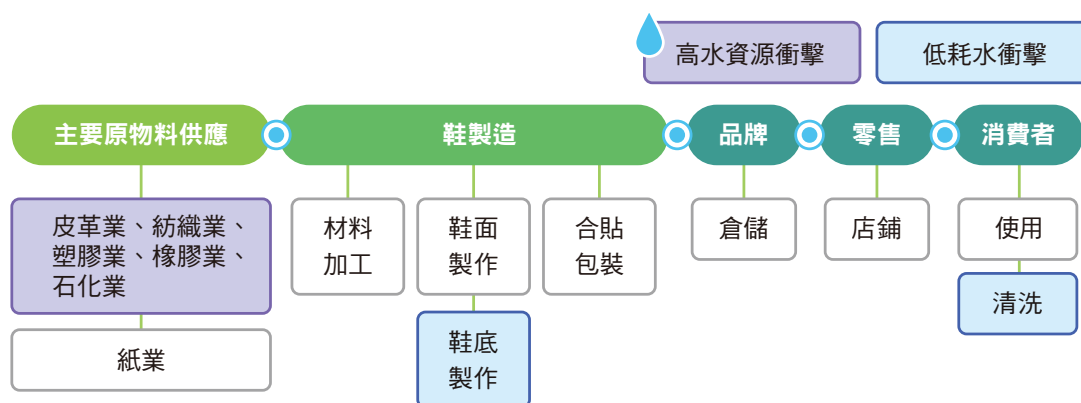 高水資源衝擊
低耗水衝擊
主要原物料供應
鞋製造
品牌
零售
消費者
皮革業、紡織業、
塑膠業、橡膠業、
石化業
紙業
材料
加工
鞋面
製作
鞋底
製作
合貼
包裝
倉儲
店鋪
使用
清洗